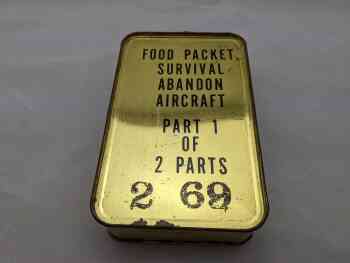 FOOD PACKET,
SURVIVAL
ABANDON
AIRCRAFT
PART 1
OF
2 PARTS
2 69